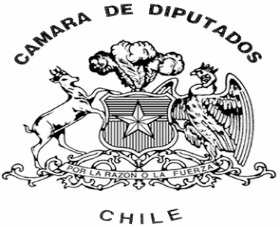 CAMARA DE DIPUTADOS
POR LA RAZON O LA FUERZA
CHILE